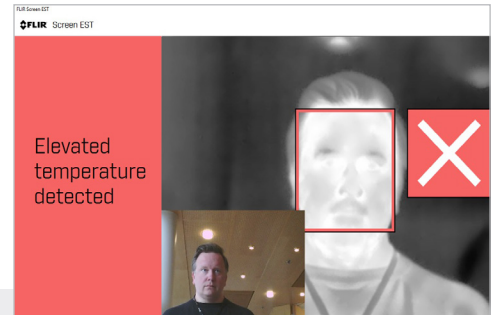 FLIR Screen EST
FLIR Screen EST
Elevated
temperature
detected